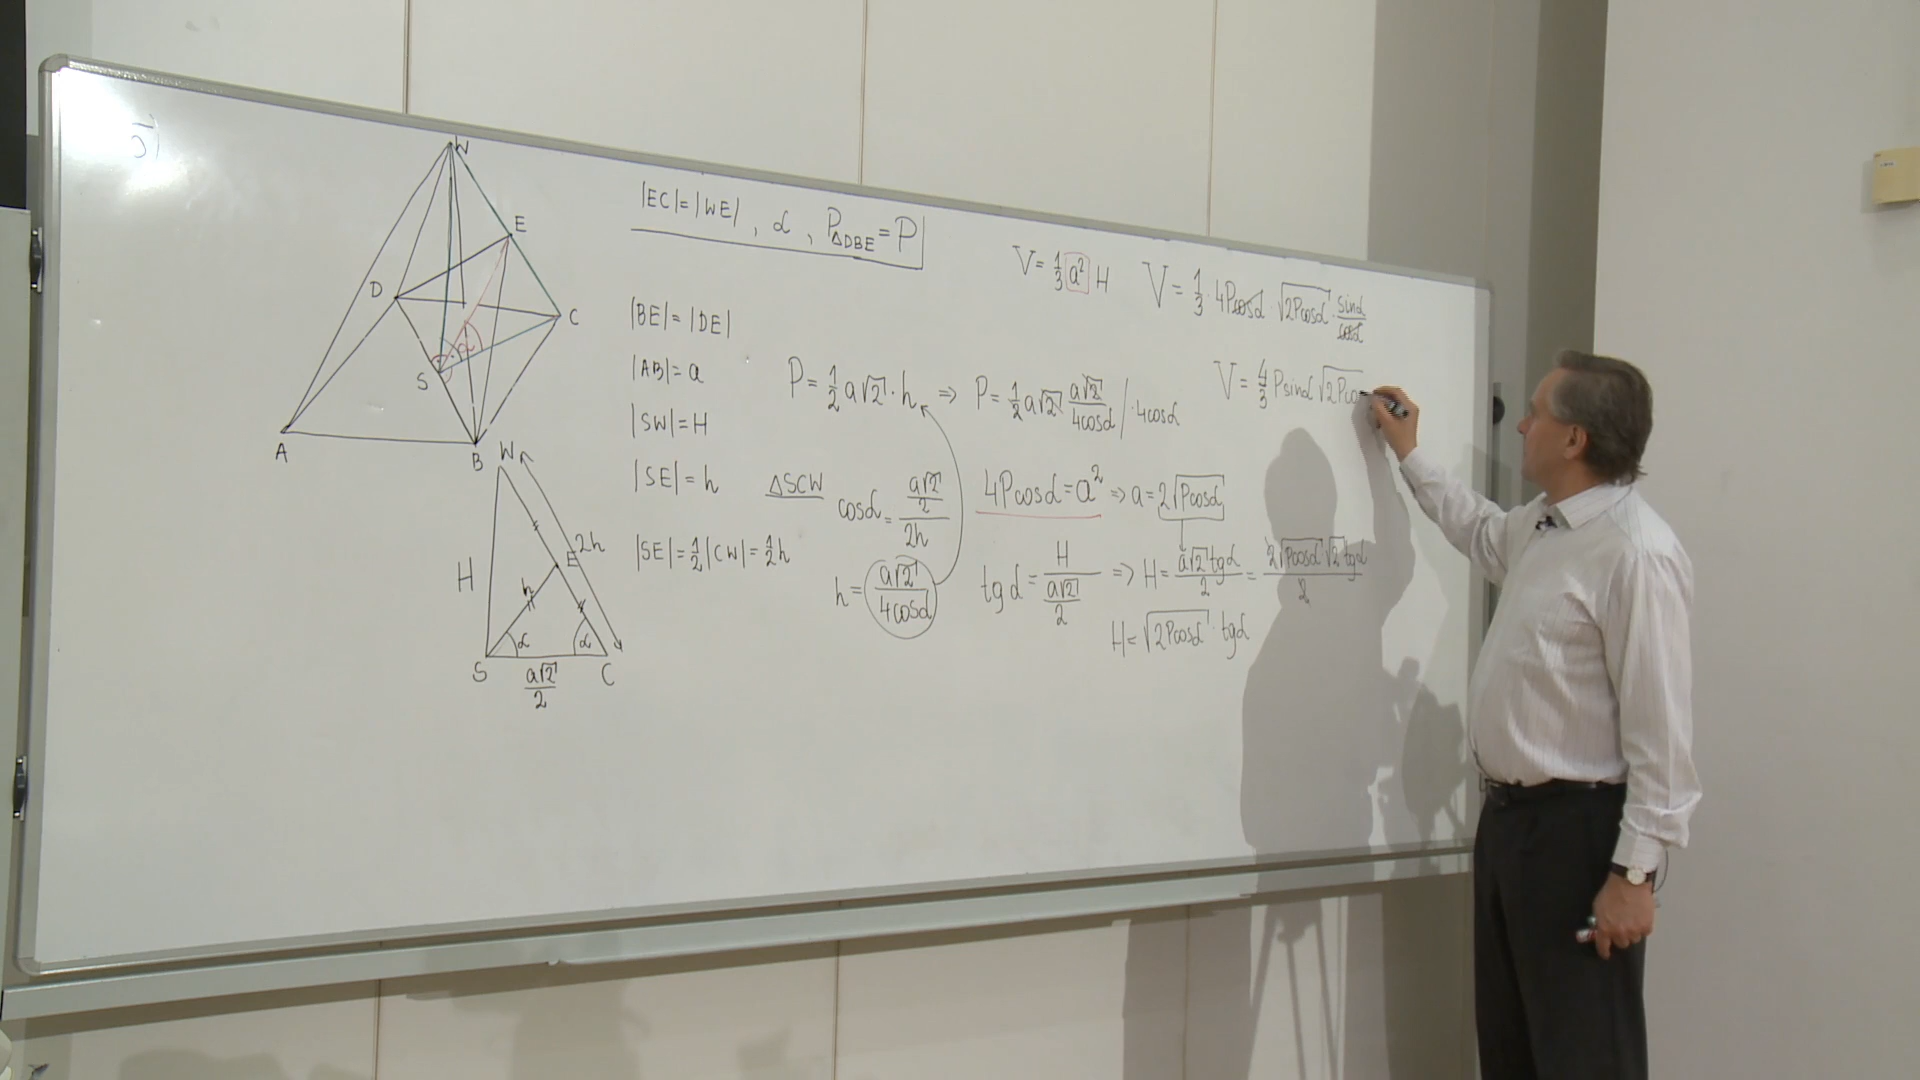 5)
W
E
D
C
α
S
A
B
|EC|=|WE| , α , P△DBE = P
|BE|=|DE|
|AB|=a
|SW|=H
|SE|=h
|SE|=½|CW|=½h
W
2h
E
H
h
α
α
S
a√2/2
C
P=½a√2·h ⇒ P=½a√2 a√2/4cosα /·4cosα
△SCW
cosα = (a√2/2)/2h
h= a√2/4cosα
4Pcosα=a² ⇒ a=2√Pcosα
tgα = H/(a√2/2) ⇒ H= a√2 tgα/2 = 2√Pcosα √2 tgα/2
H=√2Pcosα · tgα
V=⅓a² H
V=⅓·4Pcosα·√2Pcosα·sinα/cosα
V=4/3 Psinα√2Pco